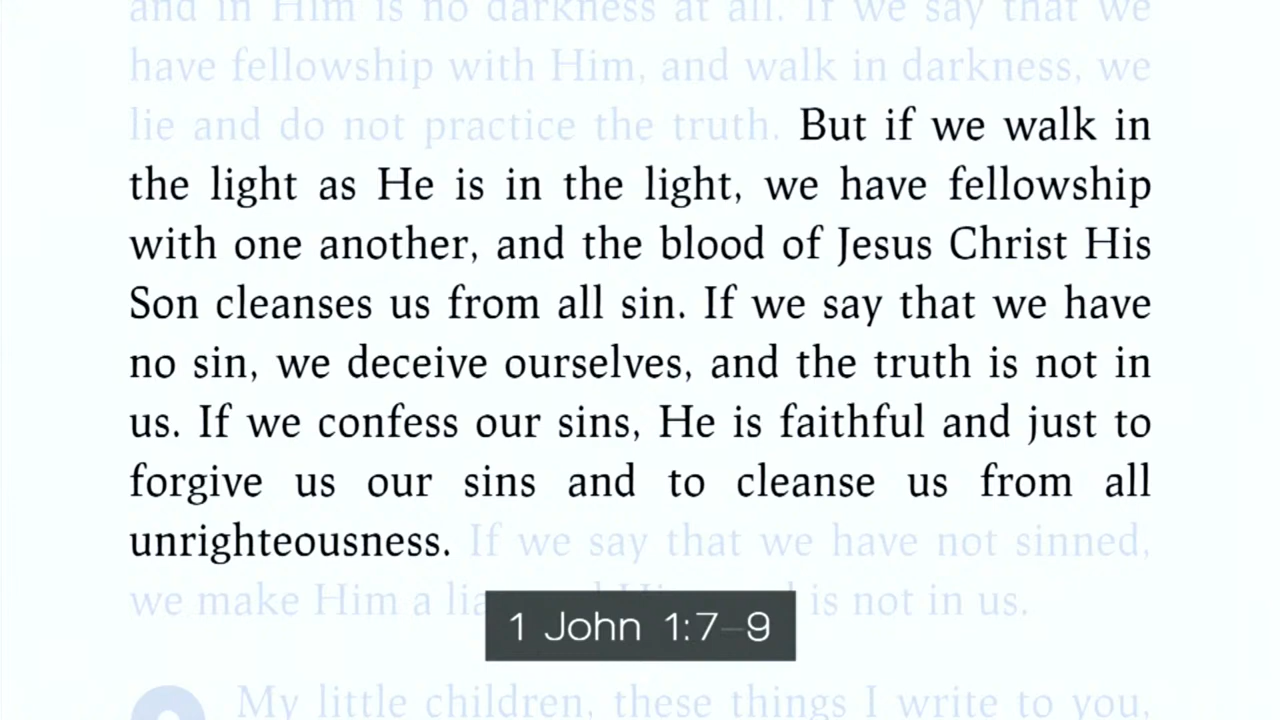 and in Him is no darkness at all. If we say that we
have fellowship with Him, and walk in darkness, we
lie and do not practice the truth. But if we walk in
the light as He is in the light, we have fellowship
with one another, and the blood of Jesus Christ His
Son cleanses us from all sin. If we say that we have
no sin, we deceive ourselves, and the truth is not in
us. If we confess our sins, He is faithful and just to
forgive us our sins and to cleanse us from all
unrighteousness. If we say that we have not sinned,
we make Him a is not in us.
1 John 1:7–9
My little children, these things I write to you,